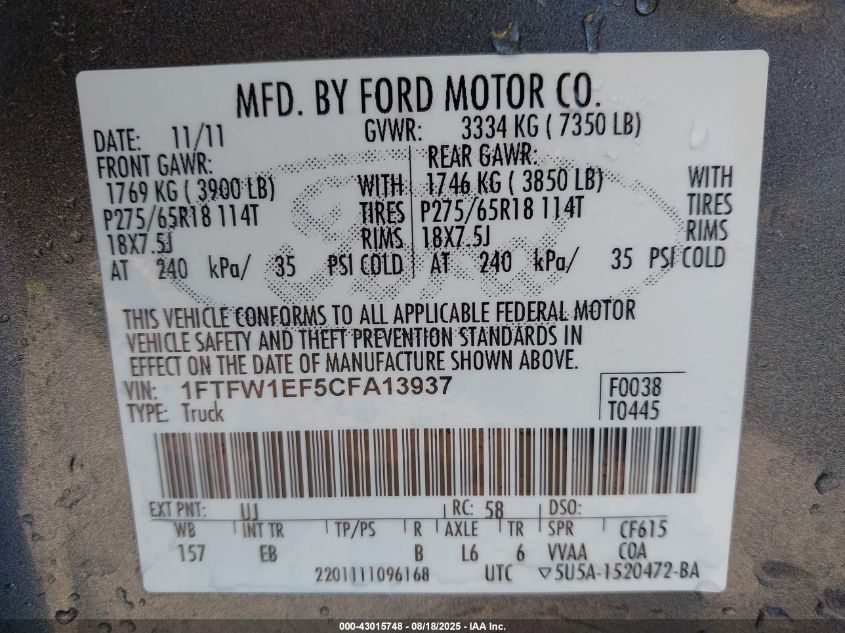 MFD. BY FORD MOTOR CO.
DATE: 11/11 GVWR: 3334 KG ( 7350 LB)
FRONT GAWR: REAR GAWR:
1769 KG ( 3900 LB) WITH 1746 KG ( 3850 LB) WITH
P275/65R18 114T TIRES P275/65R18 114T TIRES
18X7.5J RIMS 18X7.5J RIMS
AT 240 kPa/ 35 PSI COLD AT 240 kPa/ 35 PSI COLD
THIS VEHICLE CONFORMS TO ALL APPLICABLE FEDERAL MOTOR
VEHICLE SAFETY AND THEFT PREVENTION STANDARDS IN
EFFECT ON THE DATE OF MANUFACTURE SHOWN ABOVE.
VIN: 1FTFW1EF5CFA13937 F0038
TYPE: Truck T0445
EXT PNT: UJ RC: 58 DSO:
WB INT TR TP/PS R AXLE TR SPR CF615
157 EB B L6 6 VVAA COA
2201111096168 UTC ▽5U5A-1520472-BA
000-43015748 - 08/18/2025 - IAA Inc.